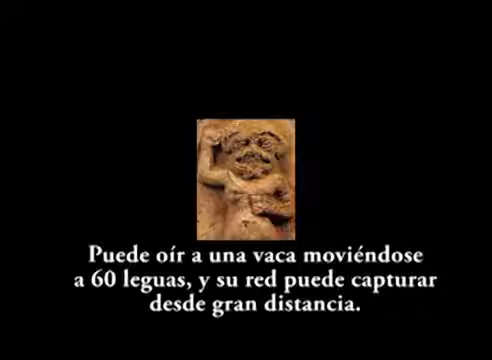 Puede oír a una vaca moviéndose
a 60 leguas, y su red puede capturar
desde gran distancia.